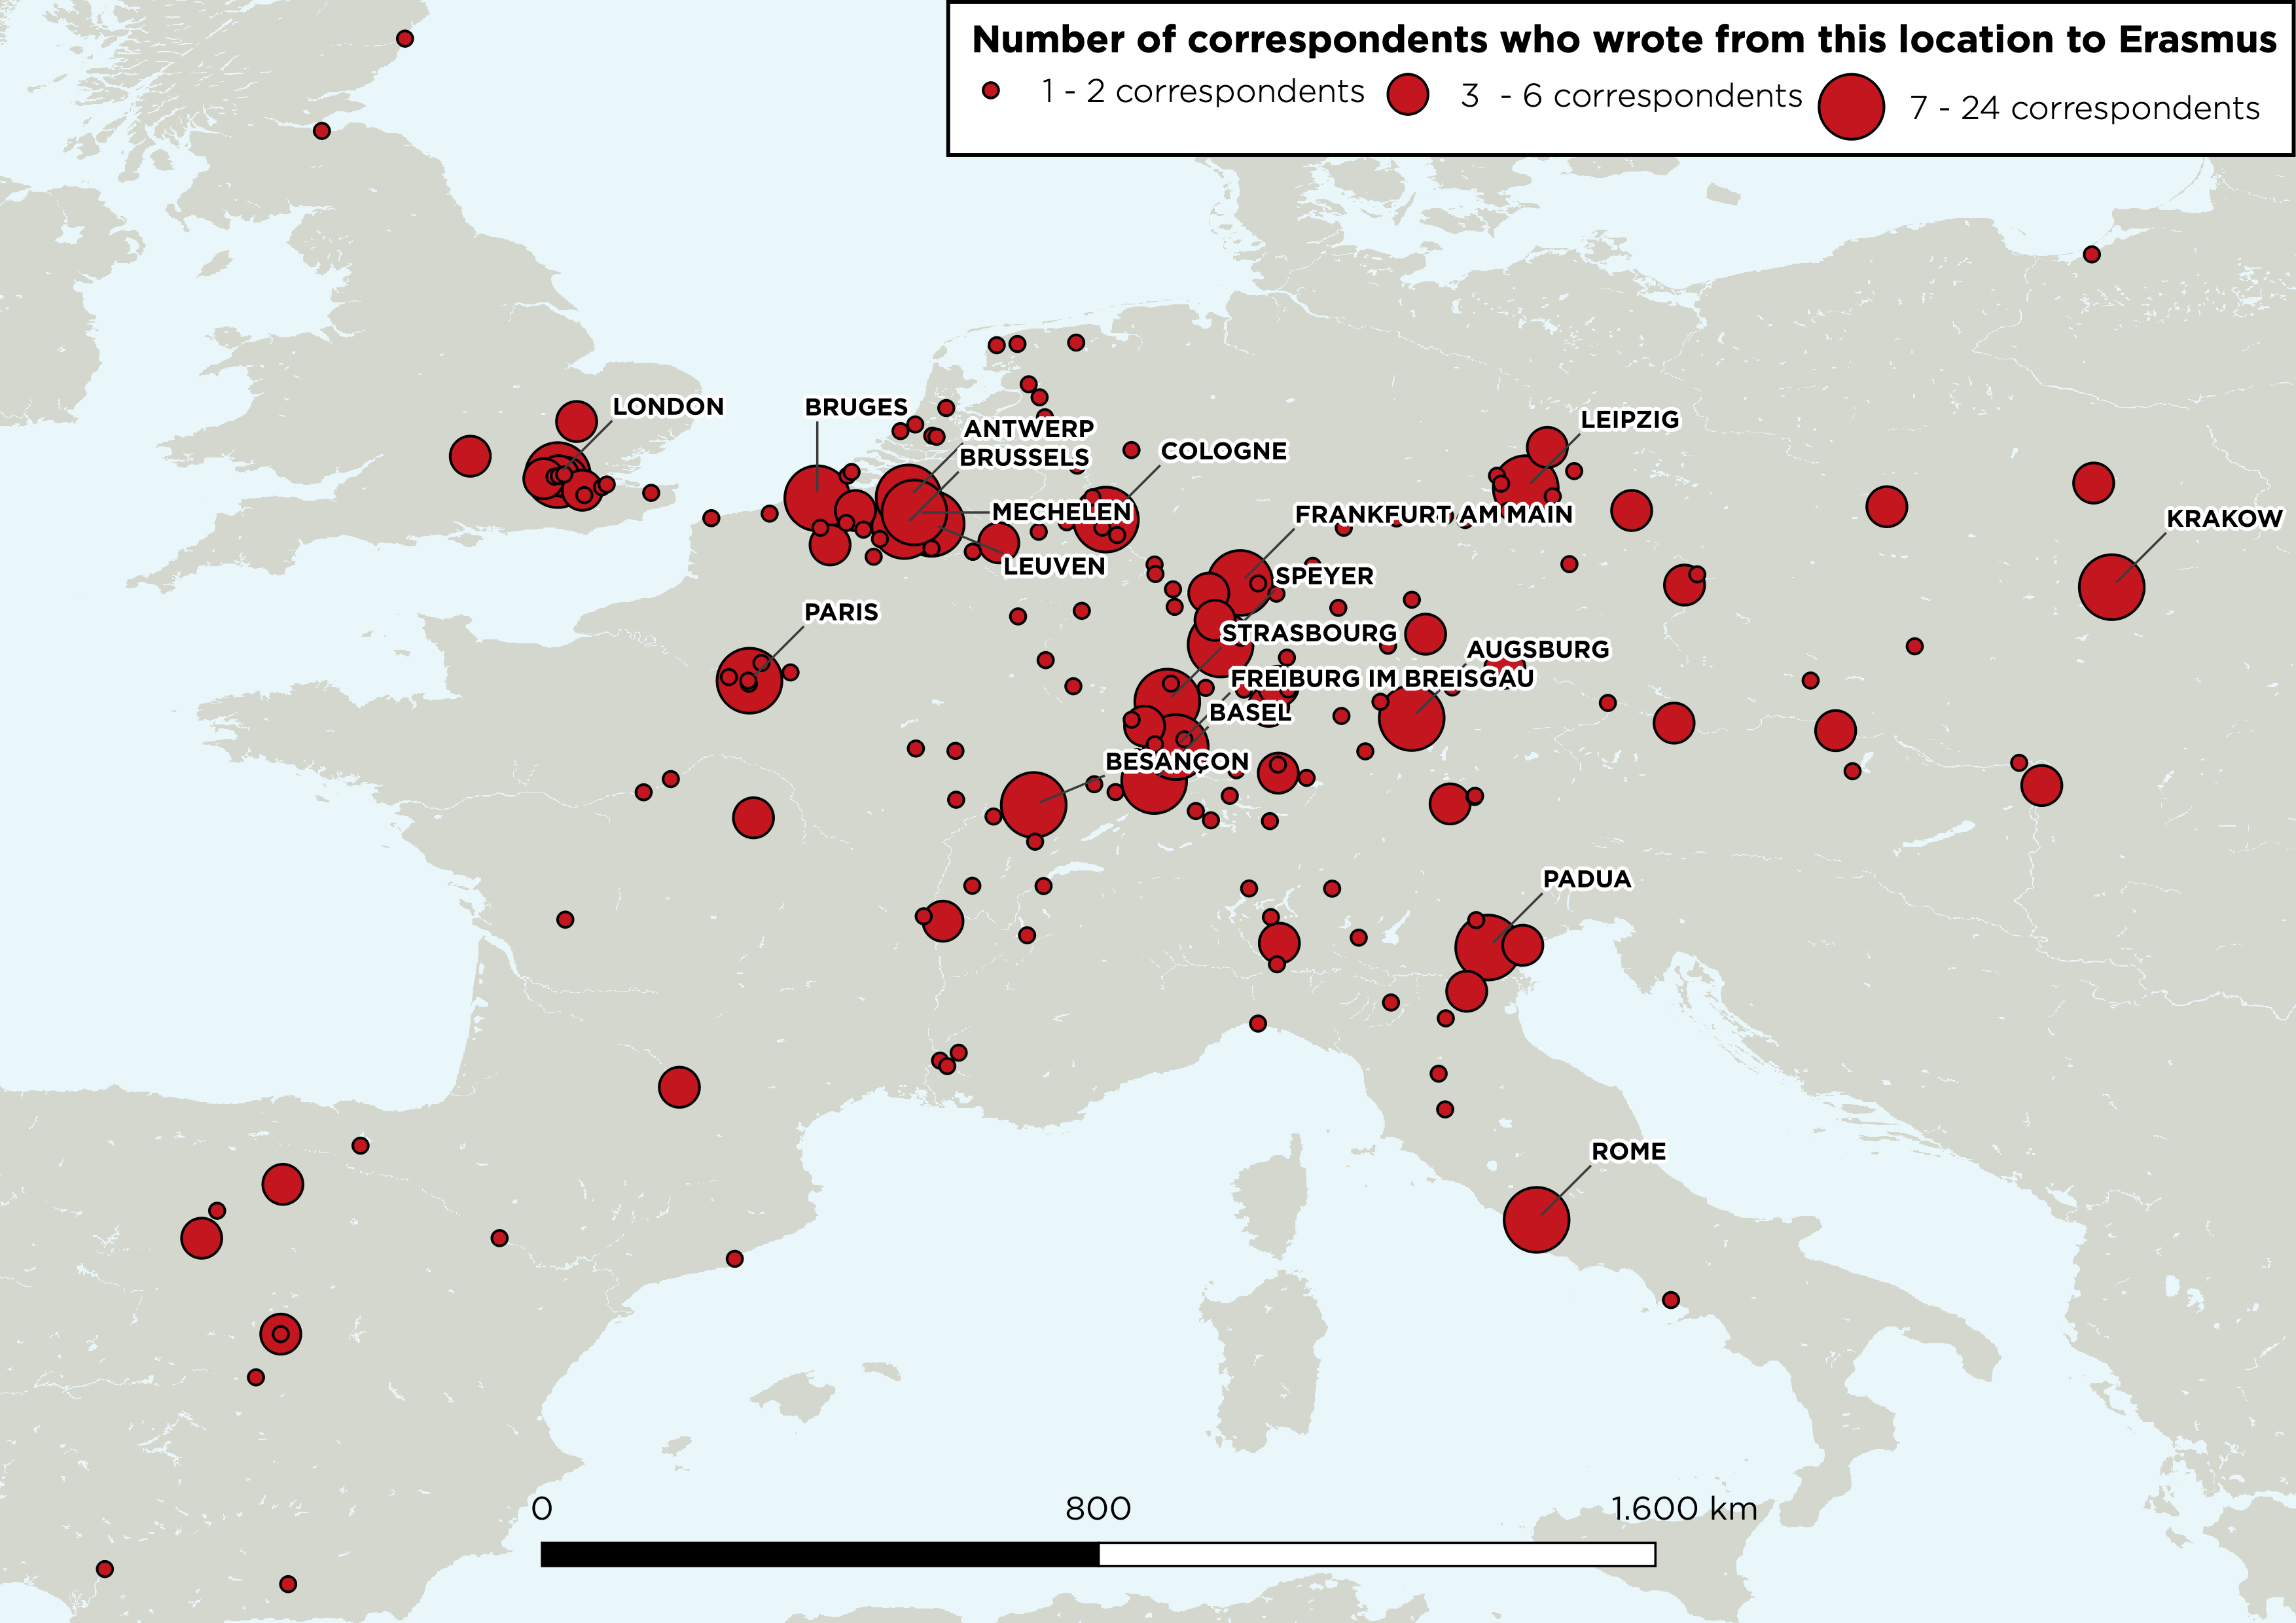 Number of correspondents who wrote from this location to Erasmus
1 - 2 correspondents 3 - 6 correspondents 7 - 24 correspondents
LONDON
BRUGES
ANTWERP
LEIPZIG
BRUSSELS
COLOGNE
MECHELEN
FRANKFURT AM MAIN
KRAKOW
LEUVEN
SPEYER
PARIS
STRASBOURG
AUGSBURG
FREIBURG IM BREISGAU
BASEL
BESANÇON
PADUA
ROME
0 800 1.600 km